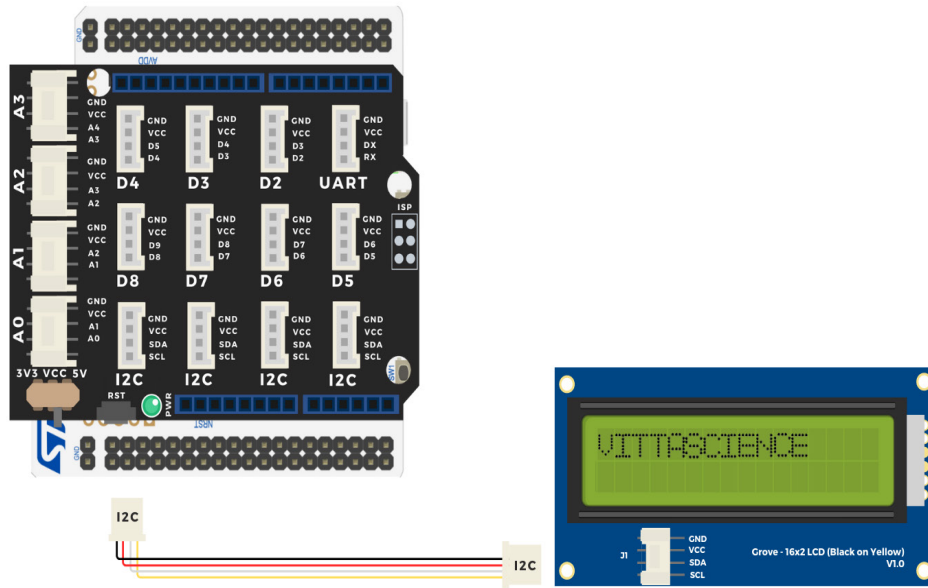 GND
AVDD
A3
GND
VCC
A4
A3
A2
GND
VCC
A3
A2
A1
GND
VCC
A2
A1
A0
GND
VCC
A1
A0
GND
VCC
D5
D4
D4
GND
VCC
D4
D3
D3
GND
VCC
D3
D2
D2
GND
VCC
DX
RX
UART
ISP
GND
VCC
D9
D8
D8
GND
VCC
D8
D7
D7
GND
VCC
D7
D6
D6
GND
VCC
D6
D5
D5
GND
VCC
SDA
SCL
I2C
GND
VCC
SDA
SCL
I2C
GND
VCC
SDA
SCL
I2C
GND
VCC
SDA
SCL
I2C
3V3 VCC 5V
RST
PWR
NRST
GND
ST
I2C
I2C
VITTASCIENCE
J1
GND
VCC
SDA
SCL
Grove - 16x2 LCD (Black on Yellow)
V1.0